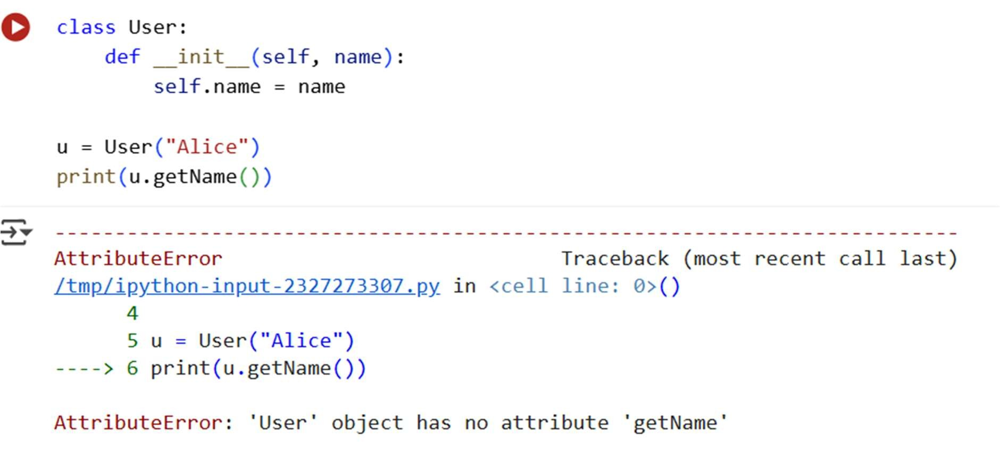 class User:
    def __init__(self, name):
        self.name = name
u = User("Alice")
print(u.getName())
---------------------------------------------------------------------------
AttributeError                            Traceback (most recent call last)
/tmp/ipython-input-2327273307.py in <cell line: 0>()
      4
      5 u = User("Alice")
----> 6 print(u.getName())
AttributeError: 'User' object has no attribute 'getName'